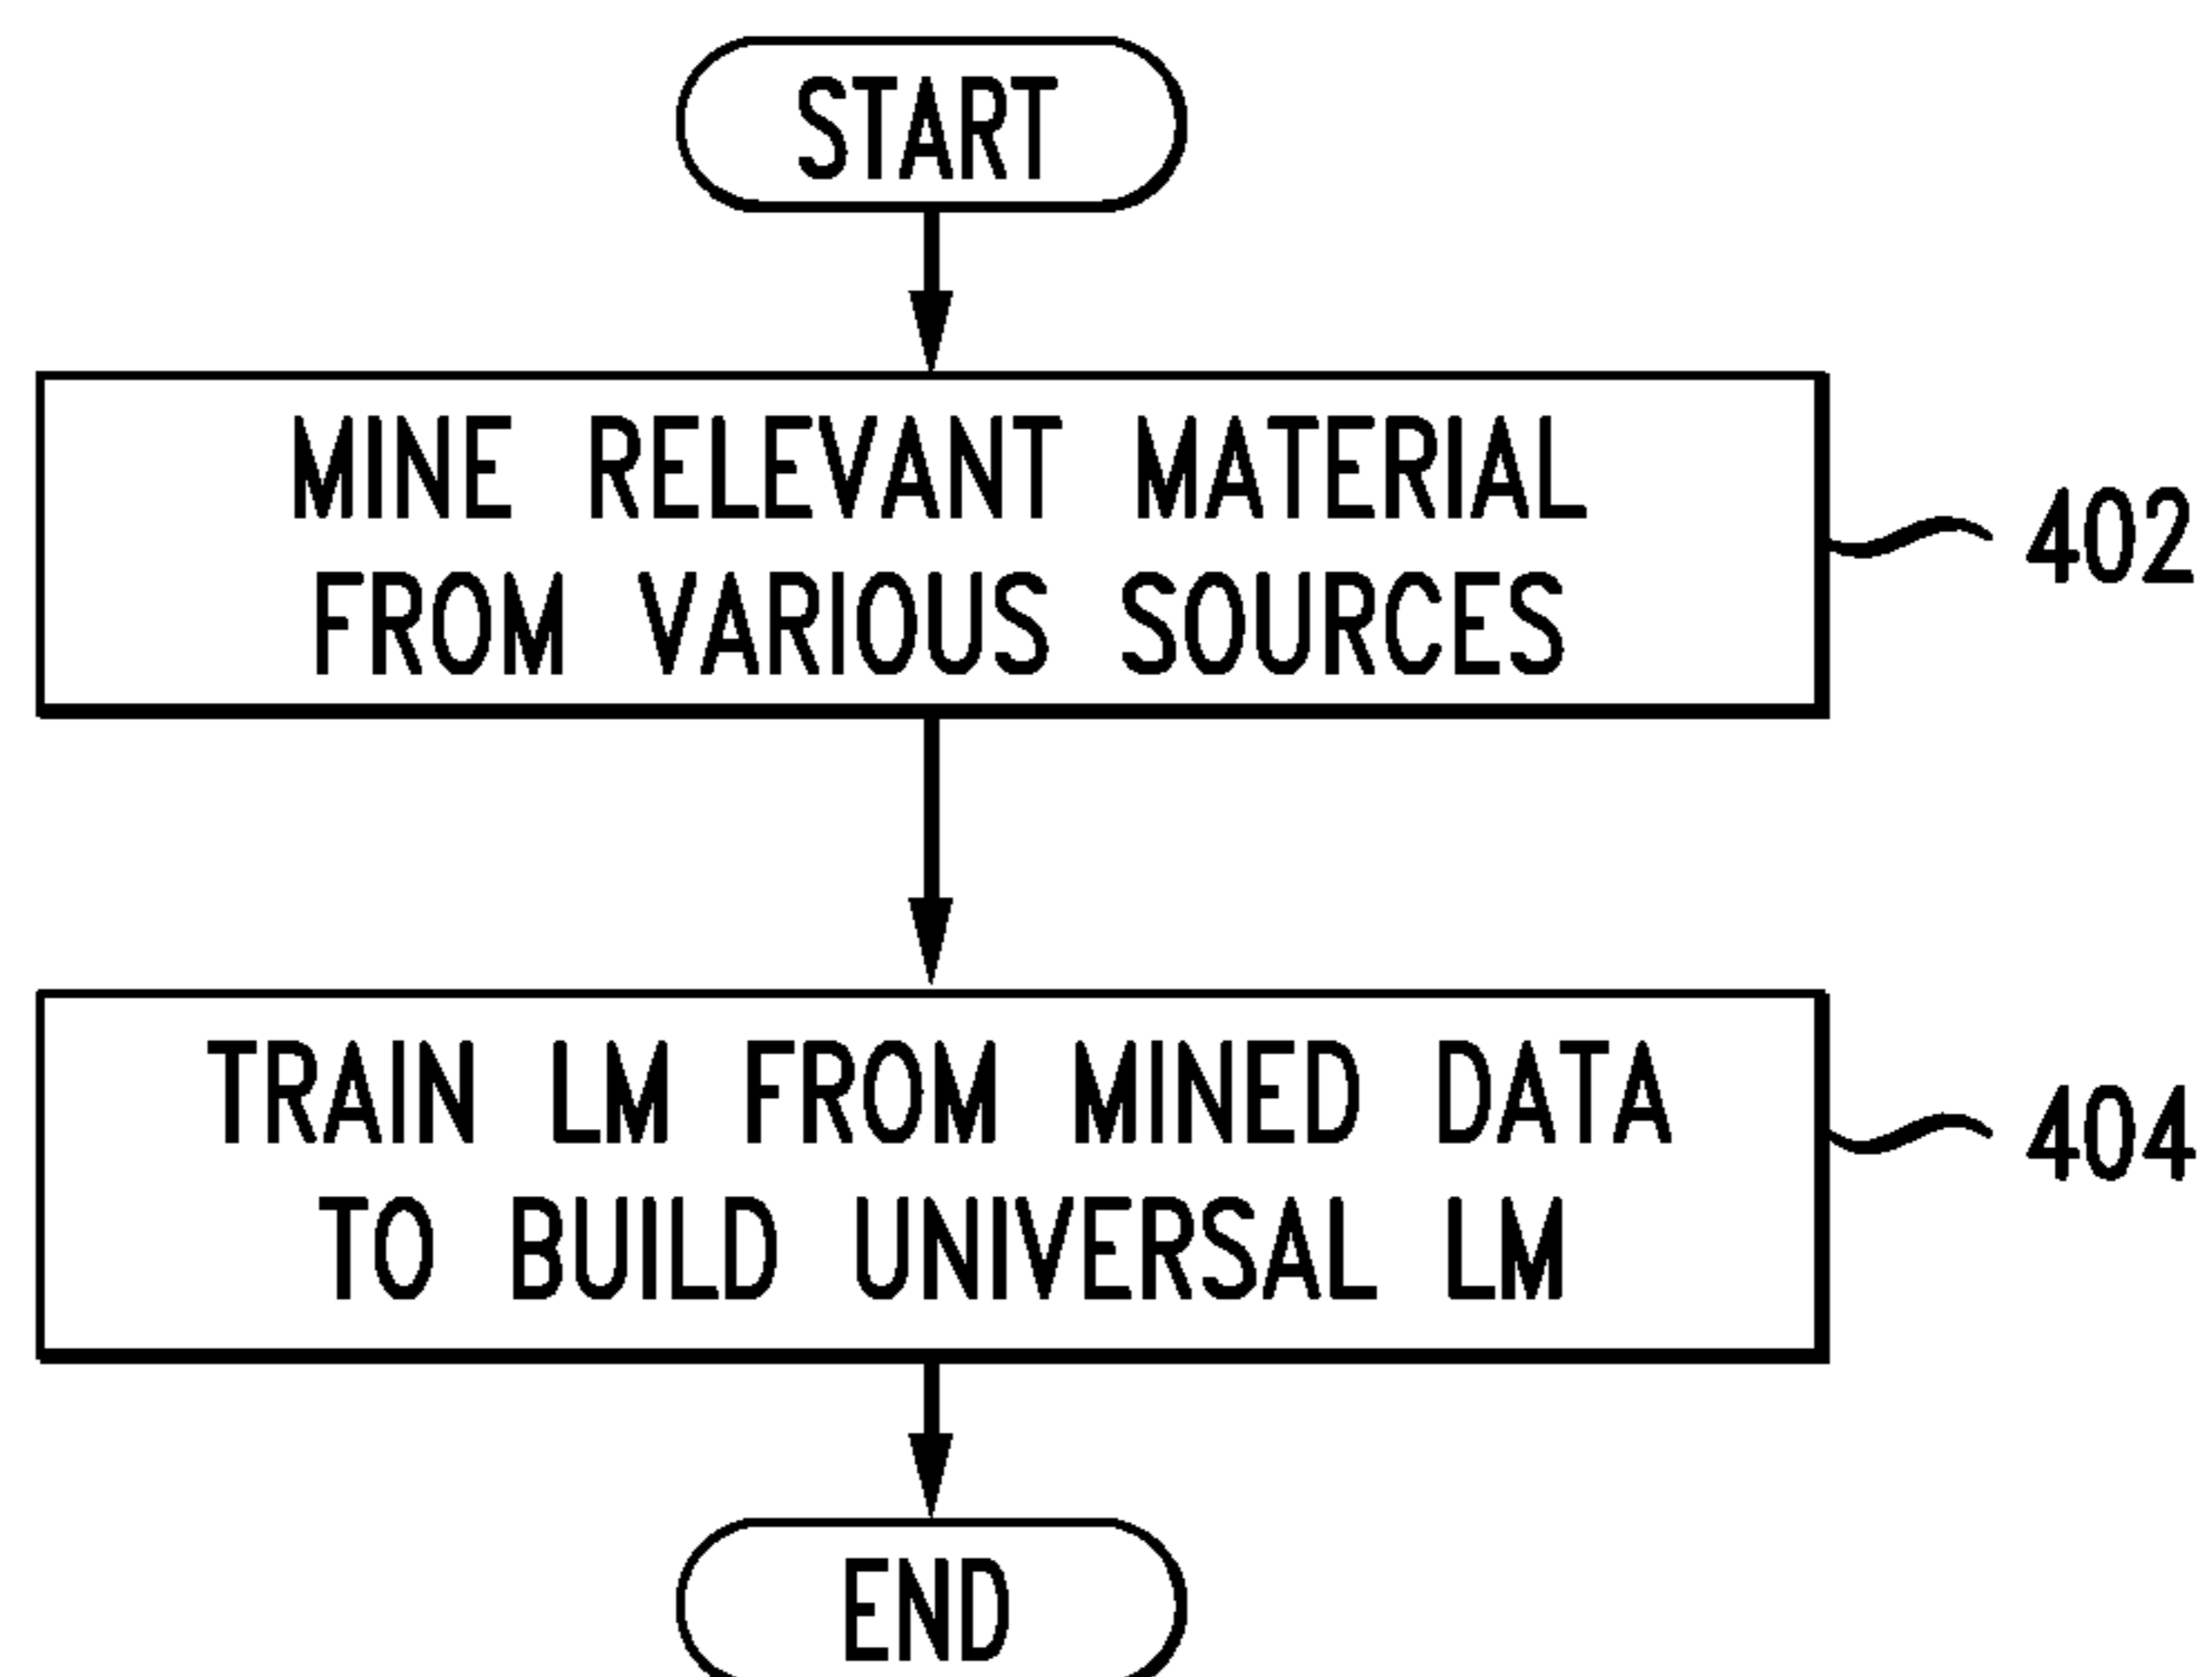 START
MINE RELEVANT MATERIAL
FROM VARIOUS SOURCES
402
TRAIN LM FROM MINED DATA
TO BUILD UNIVERSAL LM
404
END